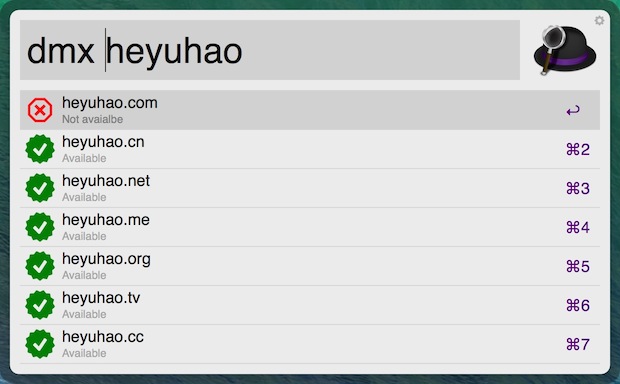 dmx heyuhao
heyuhao.com
Not avaialbe
↩
heyuhao.cn
Available
⌘2
heyuhao.net
Available
⌘3
heyuhao.me
Available
⌘4
heyuhao.org
Available
⌘5
heyuhao.tv
Available
⌘6
heyuhao.cc
Available
⌘7